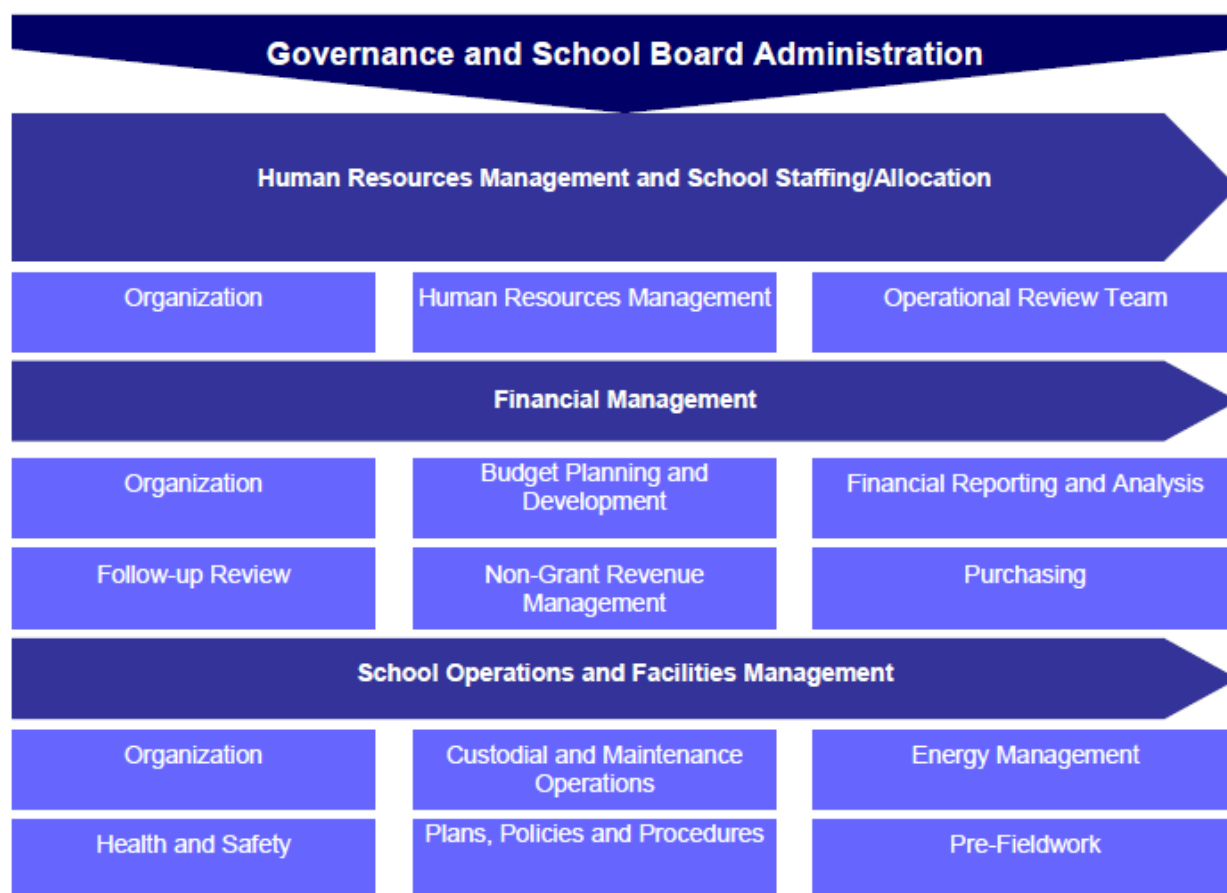 Governance and School Board Administration
Human Resources Management and School Staffing/Allocation
Organization
Human Resources Management
Operational Review Team
Financial Management
Organization
Budget Planning and
Development
Financial Reporting and Analysis
Follow-up Review
Non-Grant Revenue
Management
Purchasing
School Operations and Facilities Management
Organization
Custodial and Maintenance
Operations
Energy Management
Health and Safety
Plans, Policies and Procedures
Pre-Fieldwork